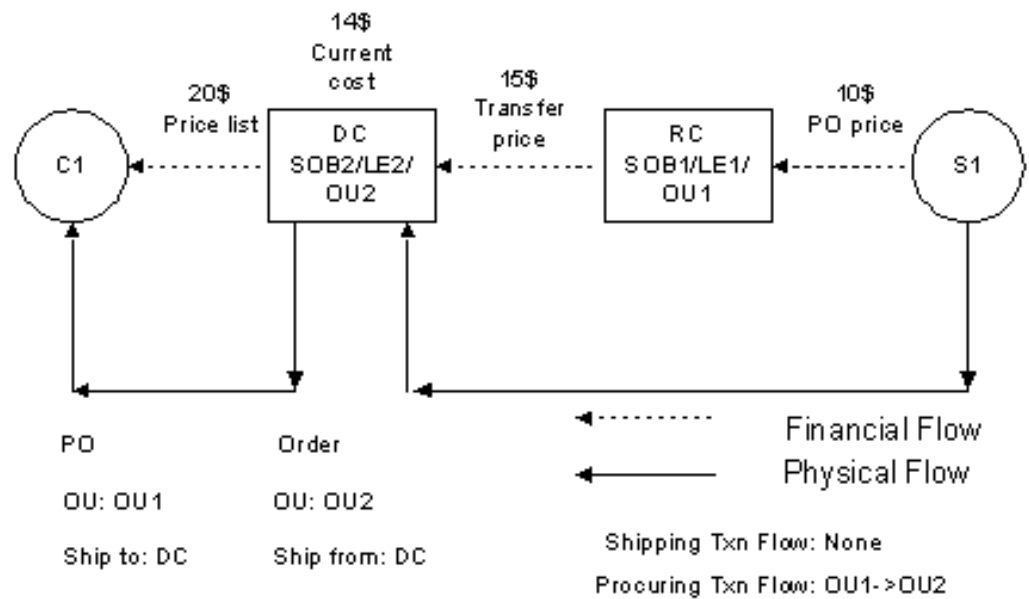 14$
Current
cost
20$
Price list
15$
Transfer
price
10$
PO price
C1
DC
SOB2/LE2/
OU2
RC
SOB1/LE1/
OU1
S1
Financial Flow
Physical Flow
PO
Order
OU: OU1
OU: OU2
Ship to: DC
Ship from: DC
Shipping Txn Flow: None
Procuring Txn Flow: OU1->OU2